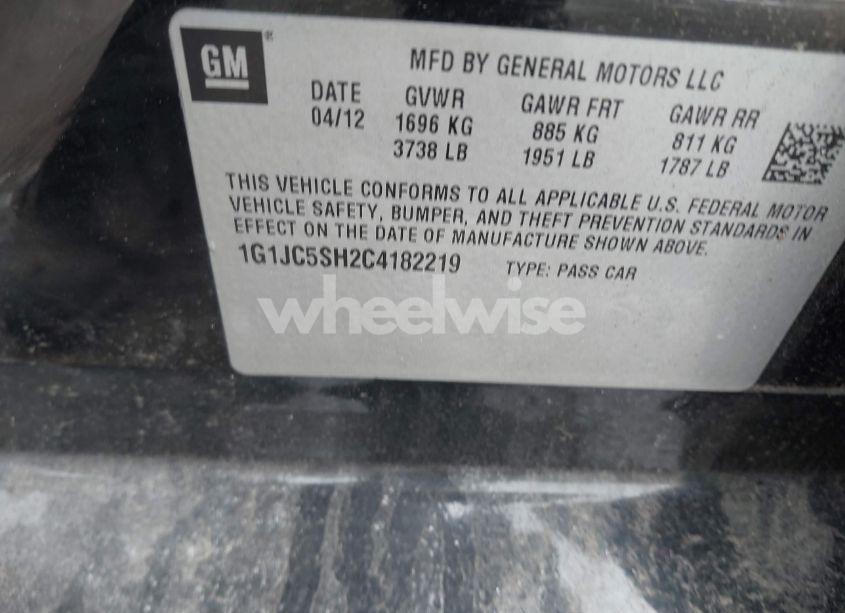 GM®
MFD BY GENERAL MOTORS LLC
DATE GVWR GAWR FRT GAWR RR
04/12 1696 KG 885 KG 811 KG
3738 LB 1951 LB 1787 LB
THIS VEHICLE CONFORMS TO ALL APPLICABLE U.S. FEDERAL MOTOR
VEHICLE SAFETY, BUMPER, AND THEFT PREVENTION STANDARDS IN
EFFECT ON THE DATE OF MANUFACTURE SHOWN ABOVE.
1G1JC5SH2C4182219 TYPE: PASS CAR
wheelwise